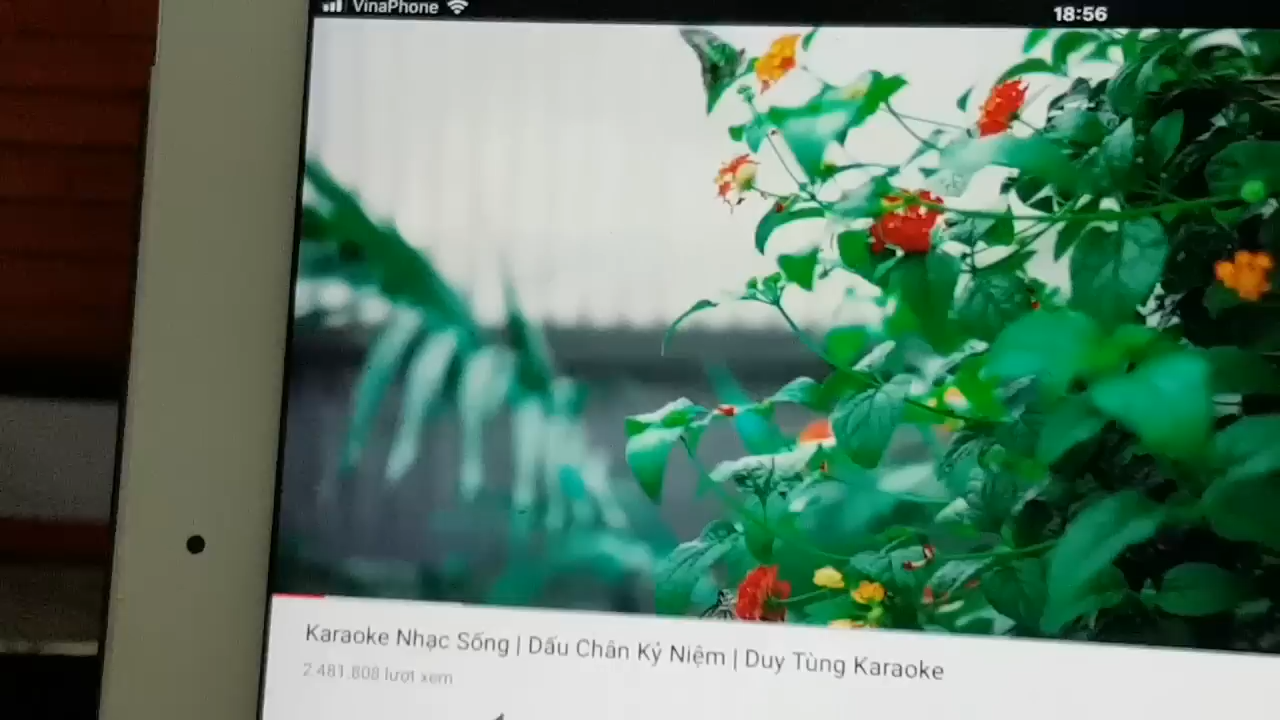 VinaPhone 18:56
Karaoke Nhạc Sống | Dấu Chân Kỷ Niệm | Duy Tùng Karaoke
2.481.808 lượt xem